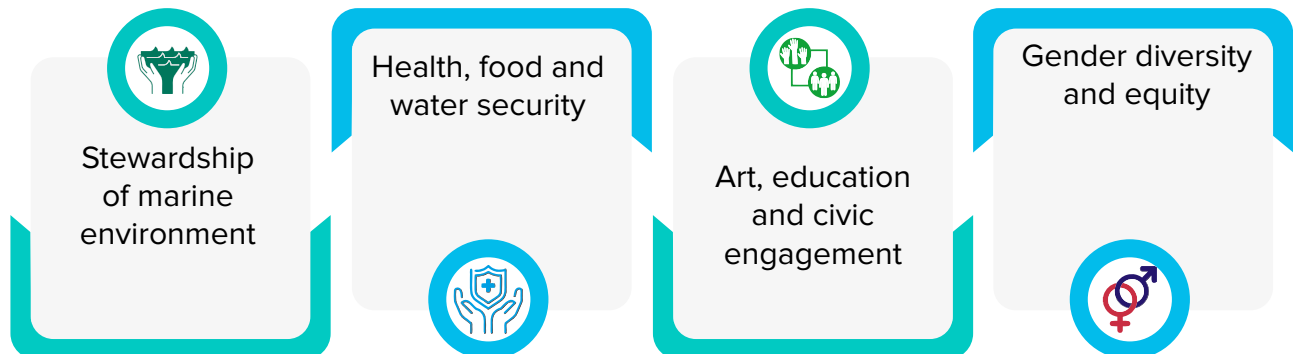 Stewardship
of marine
environment
Health, food and
water security
Art, education
and civic
engagement
Gender diversity
and equity